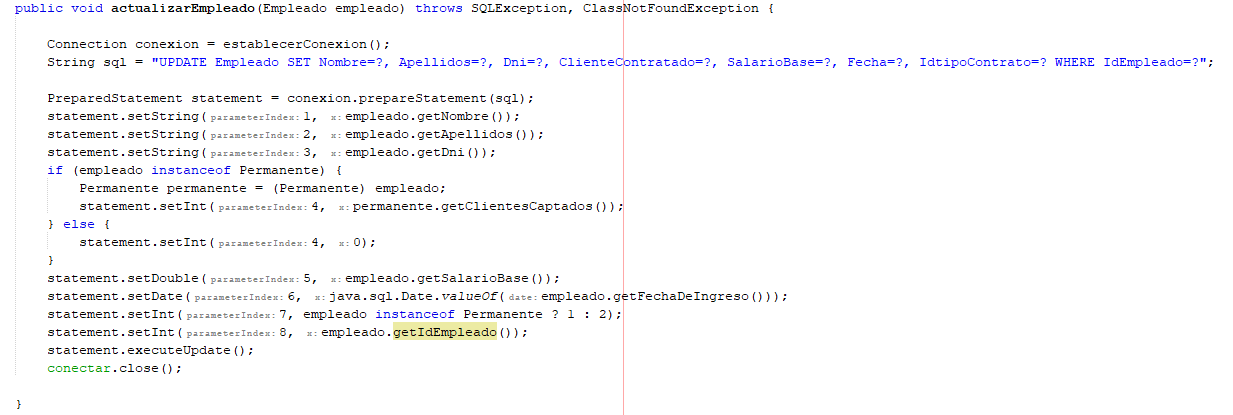 public void actualizarEmpleado(Empleado empleado) throws SQLException, ClassNotFoundException {
Connection conexion = establecerConexion();
String sql = "UPDATE Empleado SET Nombre=?, Apellidos=?, Dni=?, ClienteContratado=?, SalarioBase=?, Fecha=?, IdtipoContrato=? WHERE IdEmpleado=?";
PreparedStatement statement = conexion.prepareStatement(sql);
statement.setString(parameterIndex: 1, x: empleado.getNombre());
statement.setString(parameterIndex: 2, x: empleado.getApellidos());
statement.setString(parameterIndex: 3, x: empleado.getDni());
if (empleado instanceof Permanente) {
Permanente permanente = (Permanente) empleado;
statement.setInt(parameterIndex: 4, x: permanente.getClientesCaptados());
} else {
statement.setInt(parameterIndex: 4, x: 0);
}
statement.setDouble(parameterIndex: 5, x: empleado.getSalarioBase());
statement.setDate(parameterIndex: 6, x: java.sql.Date.valueOf(date: empleado.getFechaDeIngreso()));
statement.setInt(parameterIndex: 7, empleado instanceof Permanente ? 1 : 2);
statement.setInt(parameterIndex: 8, x: empleado.getIdEmpleado());
statement.executeUpdate();
conectar.close();
}